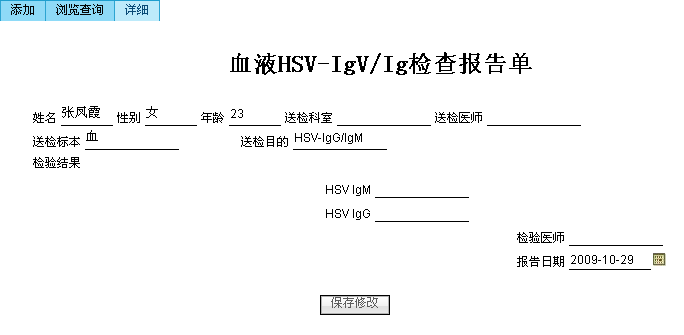 添加 浏览查询 详细
血液HSV-IgV/Ig检查报告单
姓名 张凤霞 性别 女 年龄 23 送检科室 送检医师
送检标本 血 送检目的 HSV-IgG/IgM
检验结果
HSV IgM
HSV IgG
检验医师
报告日期 2009-10-29
保存修改